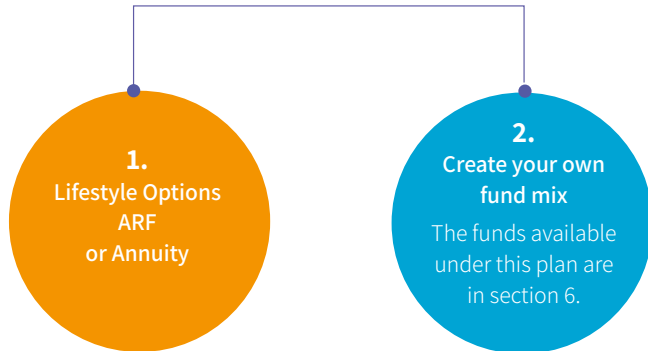 1.
Lifestyle Options
ARF
or Annuity
2.
Create your own
fund mix
The funds available
under this plan are
in section 6.